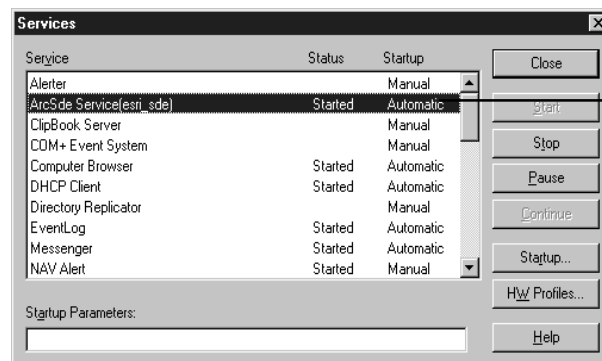 Services
Service Status Startup
Alerter Manual
ArcSde Service(esri_sde) Started Automatic
ClipBook Server Manual
COM+ Event System Manual
Computer Browser Started Automatic
DHCP Client Started Automatic
Directory Replicator Manual
EventLog Started Automatic
Messenger Started Automatic
NAV Alert Started Manual
Startup Parameters:
Close
Start
Stop
Pause
Continue
Startup...
HW Profiles...
Help